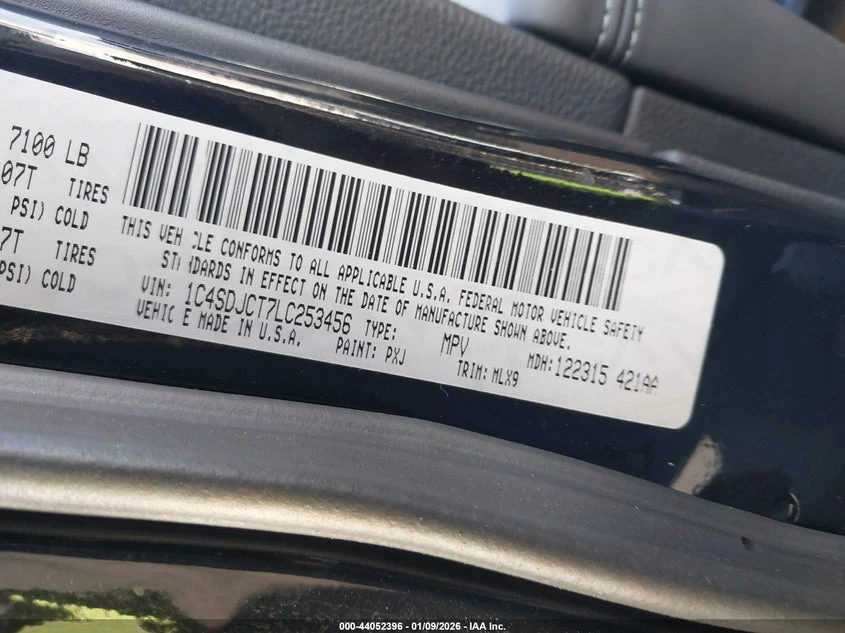 7100 LB
07T TIRES
PSI) COLD
7T TIRES
PSI) COLD
THIS VEH CLE CONFORMS TO ALL APPLICABLE U.S.A. FEDERAL MOTOR VEHICLE SAFETY
ST DARDS IN EFFECT ON THE DATE OF MANUFACTURE SHOWN ABOVE.
VIN: 1C4SDJCT7LC253456 TYPE: MPV MDH:122315 421AA
VEHIC E MADE IN U.S.A. PAINT: PXJ TRIM: MLX9
000-44052396 - 01/09/2026 - IAA Inc.